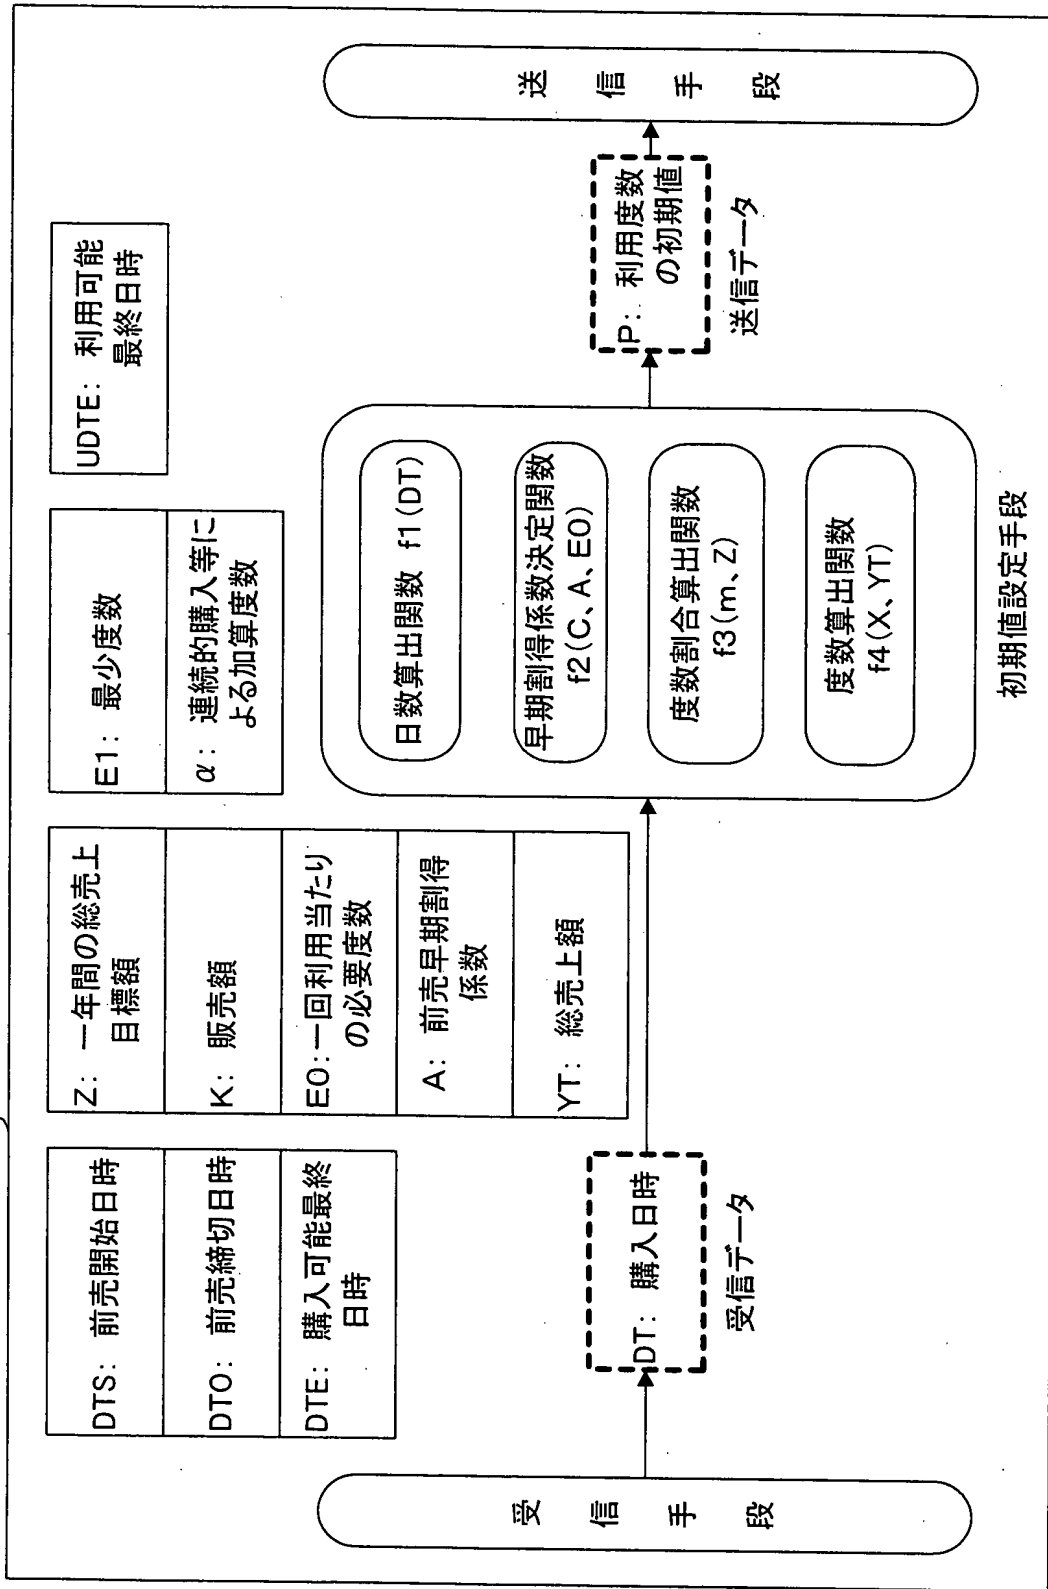 DTS： 前売開始日時
DTO： 前売締切日時
DTE： 購入可能最終
日時
Z： 一年間の総売上
目標額
K： 販売額
E0：一回利用当たり
の必要度数
A： 前売早期割得
係数
YT： 総売上額
E1： 最少度数
α： 連続的購入等に
よる加算度数
UDTE： 利用可能
最終日時
受信手段
DT： 購入日時
受信データ
日数算出関数 f1(DT)
早期割得係数決定関数
f2(C、A、E0)
度数割合算出関数
f3(m、Z)
度数算出関数
f4(X、YT)
初期値設定手段
P： 利用度数
の初期値
送信データ
送信手段